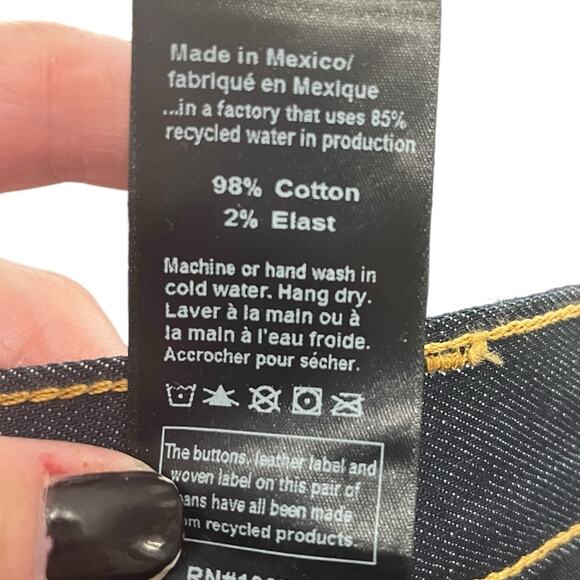 Made in Mexico/
fabriqué en Mexique
...in a factory that uses 85%
recycled water in production
98% Cotton
2% Elast
Machine or hand wash in
cold water. Hang dry.
Laver à la main ou à
la main à l'eau froide.
Accrocher pour sécher.
The buttons, leather label and
woven label on this pair of
have all been made
recycled products.